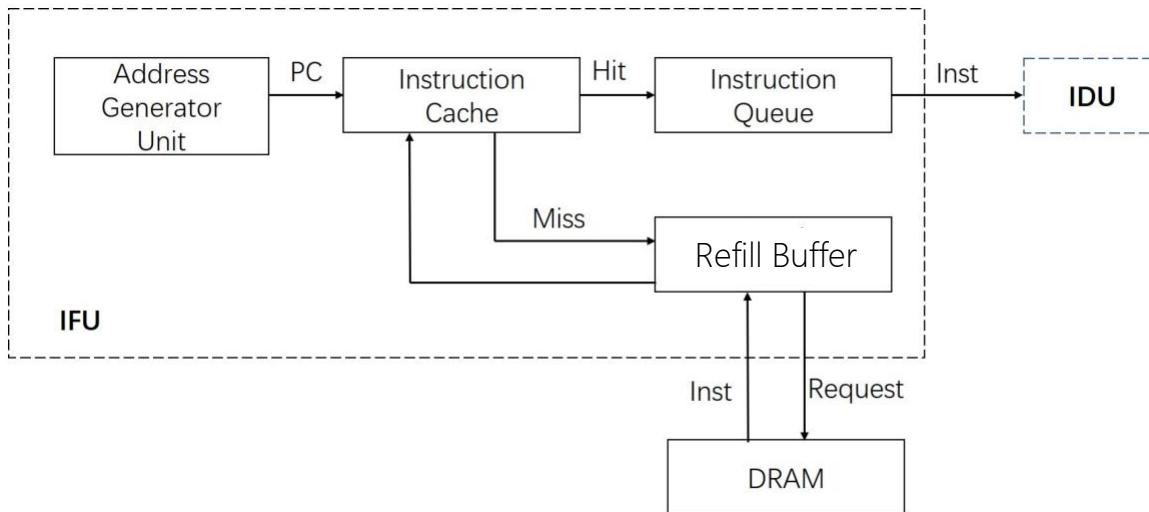 Address
Generator
Unit
PC
Instruction
Cache
Hit
Instruction
Queue
Inst
IDU
Miss
Refill Buffer
IFU
Inst
Request
DRAM